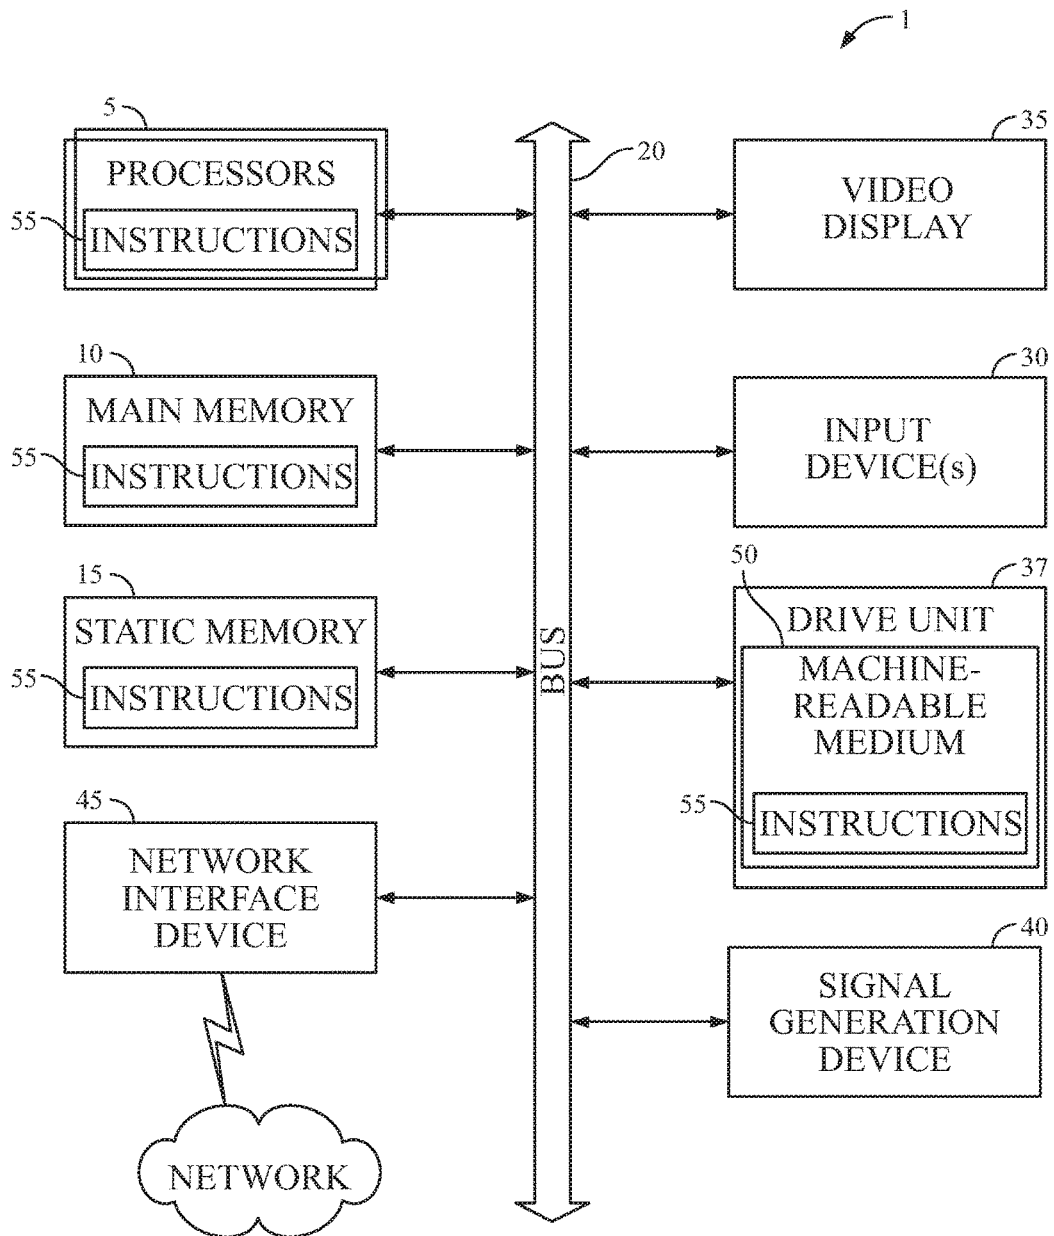 1
5
PROCESSORS
55
INSTRUCTIONS
10
MAIN MEMORY
55
INSTRUCTIONS
15
STATIC MEMORY
55
INSTRUCTIONS
45
NETWORK
INTERFACE
DEVICE
NETWORK
20
BUS
35
VIDEO
DISPLAY
30
INPUT
DEVICE(s)
50
37
DRIVE UNIT
MACHINE-
READABLE
MEDIUM
55
INSTRUCTIONS
40
SIGNAL
GENERATION
DEVICE